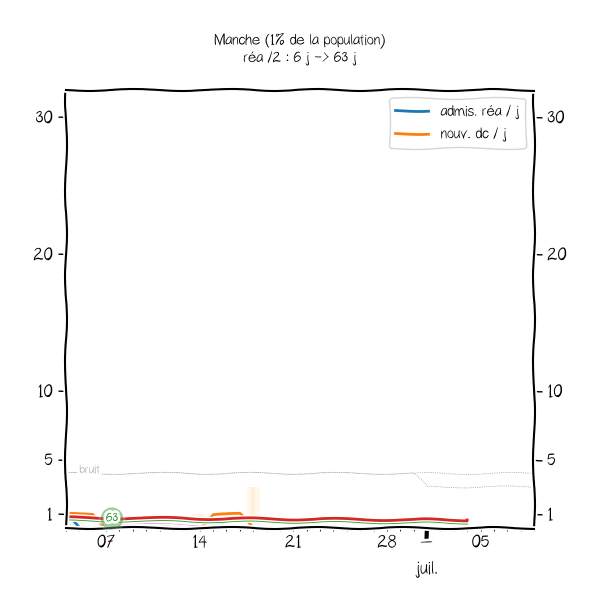 Manche (1% de la population)
réa /2 : 6 j -> 63 j
admis. réa / j
nouv. dc / j
30
30
20
20
10
10
5
5
bruit
1
63
1
07
14
21
28
05
juil.